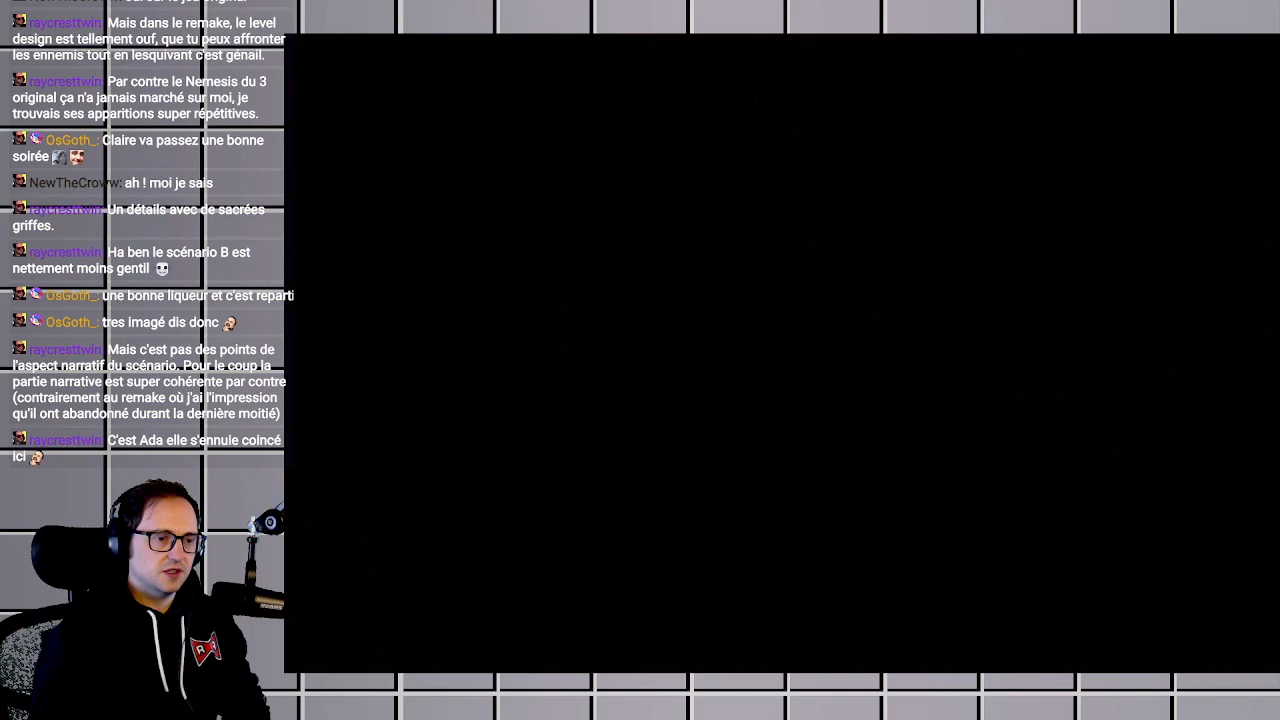 raycresttwin: Mais dans le remake, le level
design est tellement ouf, que tu peux affronter
les ennemis tout en lesquivant c'est génail.
raycresttwin: Par contre le Nemesis du 3
original ça n'a jamais marché sur moi, je
trouvais ses apparitions super répétitives.
OsGoth_: Claire va passez une bonne
soirée
NewTheCroww: ah ! moi je sais
raycresttwin: Un détails avec de sacrées
griffes.
raycresttwin: Ha ben le scénario B est
nettement moins gentil
OsGoth_: une bonne liqueur et c'est reparti
OsGoth_: tres imagé dis donc
raycresttwin: Mais c'est pas des points de
l'aspect narratif du scénario. Pour le coup la
partie narrative est super cohérente par contre
(contrairement au remake où j'ai l'impression
qu'il ont abandonné durant la dernière moitié)
raycresttwin: C'est Ada elle s'ennuie coincé
ici
R R